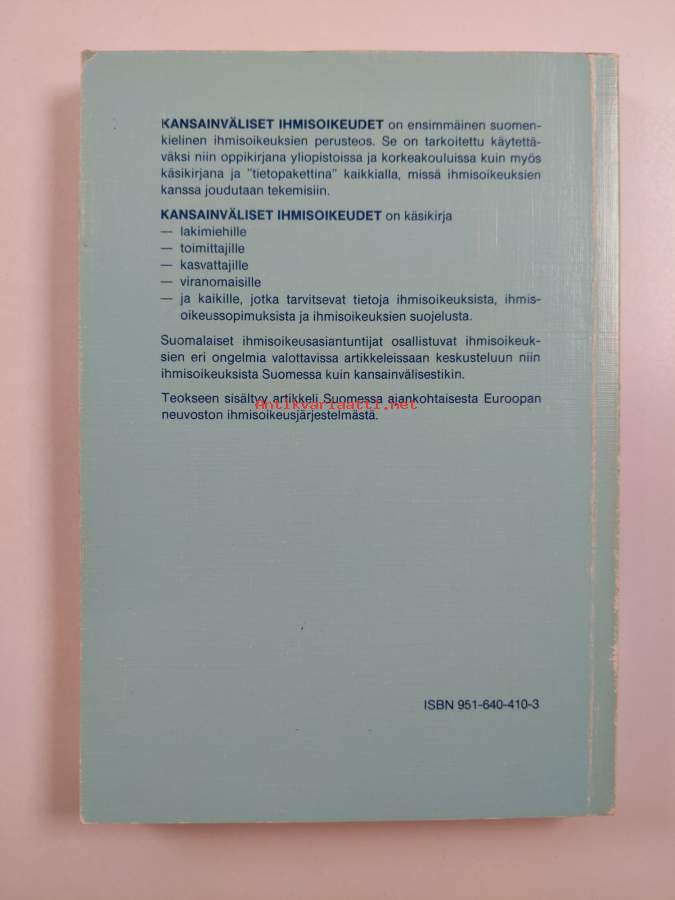 KANSAINVÄLISET IHMISOIKEUDET on ensimmäinen suomen-
kielinen ihmisoikeuksien perusteos. Se on tarkoitettu käytettä-
väksi niin oppikirjana yliopistoissa ja korkeakouluissa kuin myös
käsikirjana ja "tietopakettina" kaikkialla, missä ihmisoikeuksien
kanssa joudutaan tekemisiin.
KANSAINVÄLISET IHMISOIKEUDET on käsikirja
— lakimiehille
— toimittajille
— kasvattajille
— viranomaisille
— ja kaikille, jotka tarvitsevat tietoja ihmisoikeuksista, ihmis-
oikeussopimuksista ja ihmisoikeuksien suojelusta.
Suomalaiset ihmisoikeusasiantuntijat osallistuvat ihmisoikeuk-
sien eri ongelmia valottavissa artikkeleissaan keskusteluun niin
ihmisoikeuksista Suomessa kuin kansainvälisestikin.
Teokseen sisältyy artikkeli Suomessa ajankohtaisesta Euroopan
neuvoston ihmisoikeusjärjestelmästä.
Antikvariaatti.net
ISBN 951-640-410-3